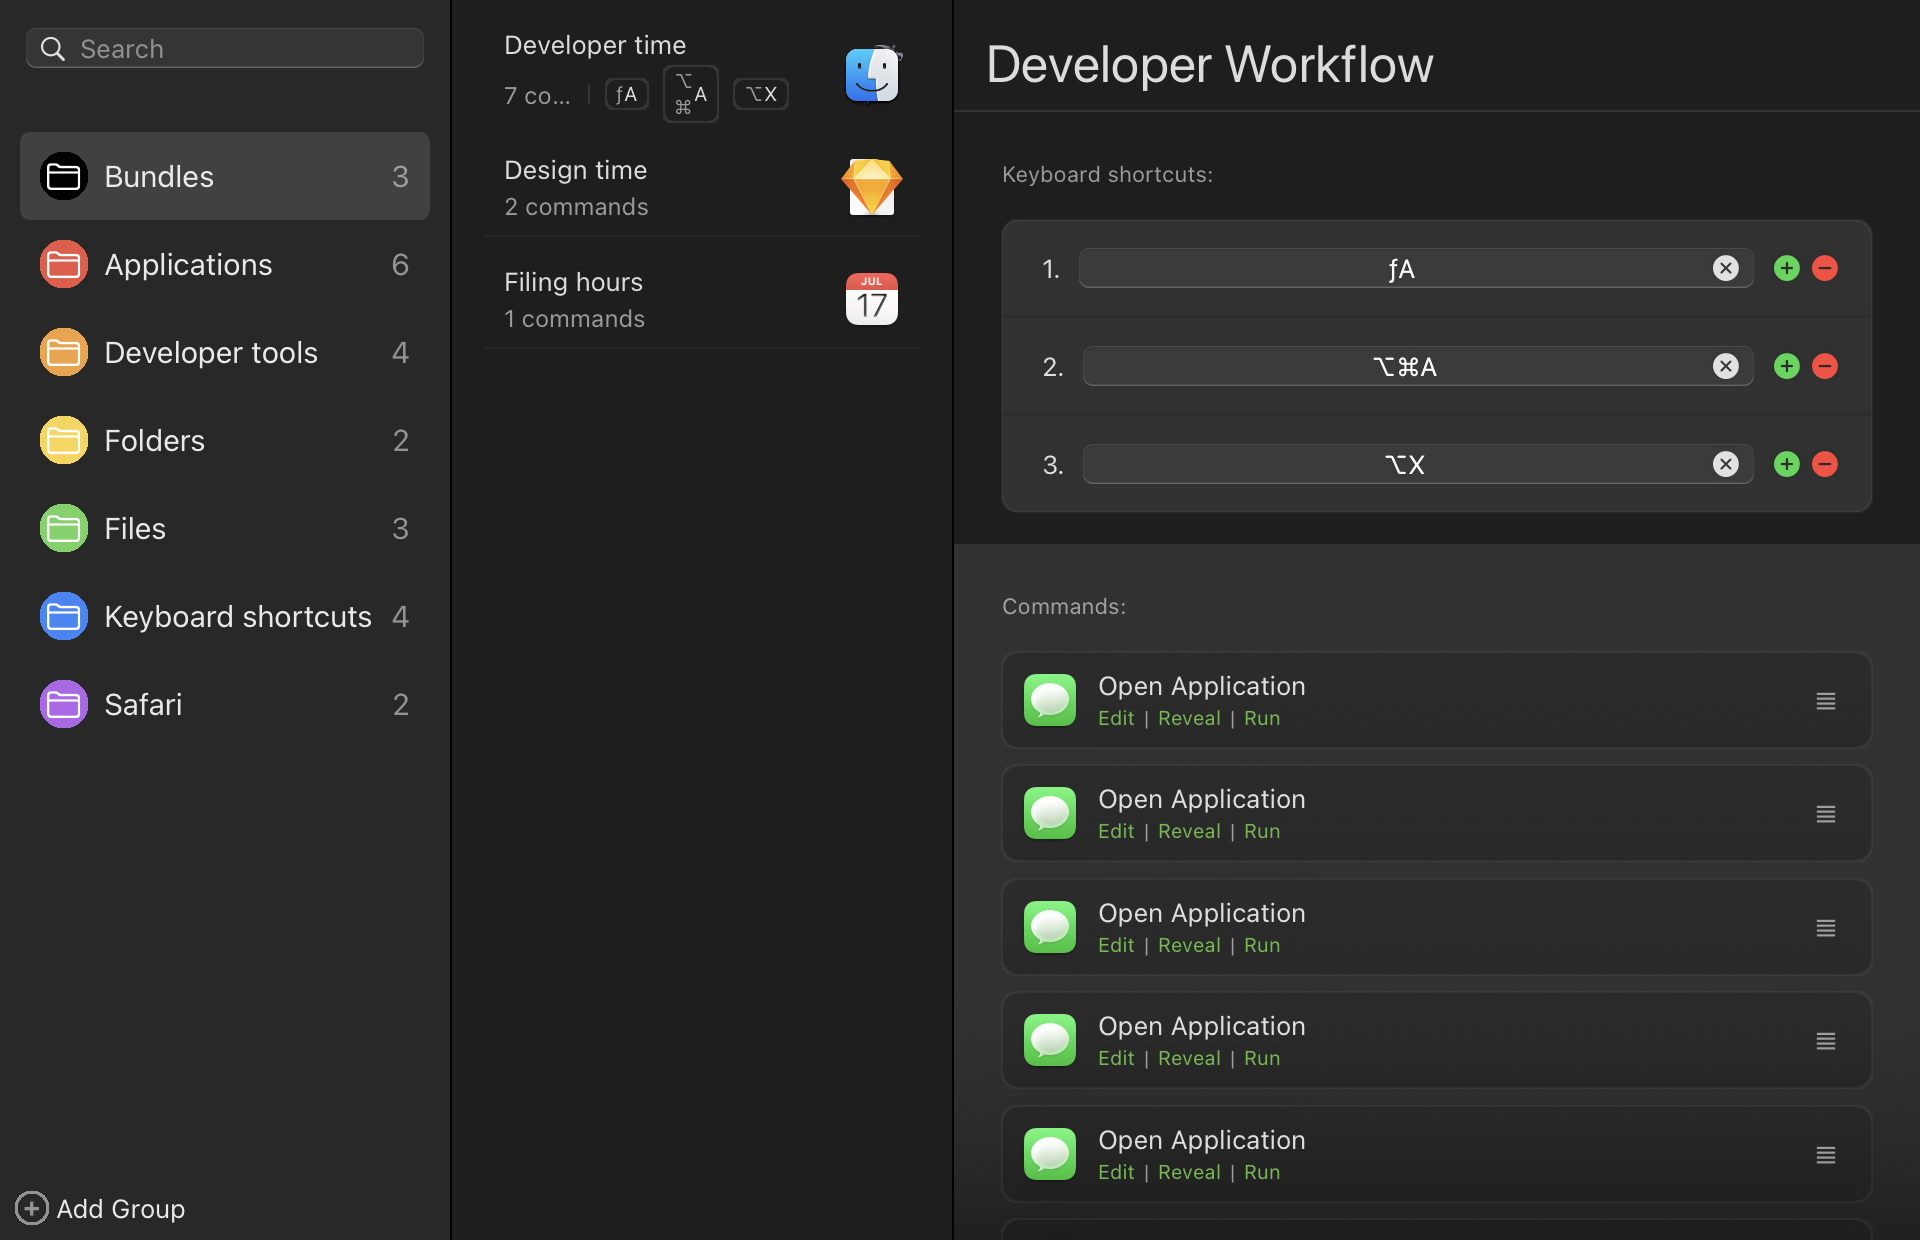 Search
Bundles 3
Applications 6
Developer tools 4
Folders 2
Files 3
Keyboard shortcuts 4
Safari 2
Add Group
Developer time
7 co... ƒA ⌥⌘A ⌥X
Design time
2 commands
Filing hours
1 commands
JUL
17
Developer Workflow
Keyboard shortcuts:
1. ƒA
2. ⌥⌘A
3. ⌥X
Commands:
Open Application
Edit | Reveal | Run
Open Application
Edit | Reveal | Run
Open Application
Edit | Reveal | Run
Open Application
Edit | Reveal | Run
Open Application
Edit | Reveal | Run